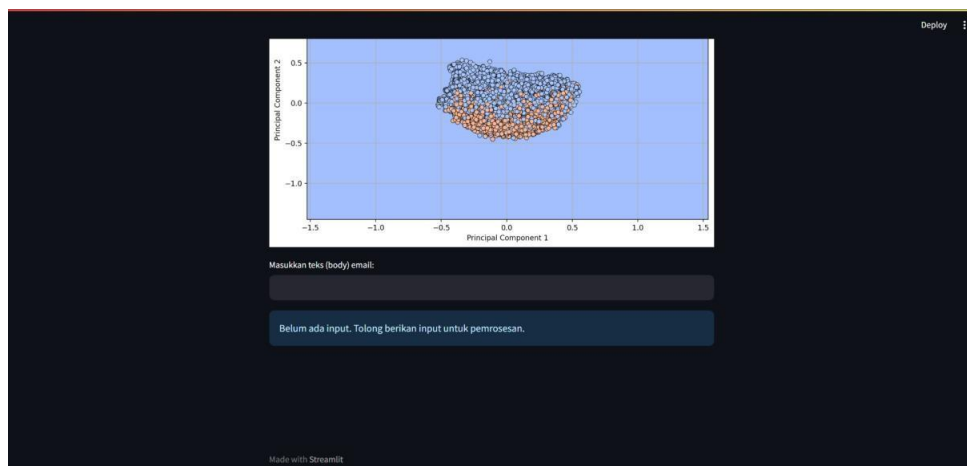 Deploy
Principal Component 2
0.5
0.0
−0.5
−1.0
−1.5
−1.0
−0.5
0.0
0.5
1.0
1.5
Principal Component 1
Masukkan teks (body) email:
Belum ada input. Tolong berikan input untuk pemrosesan.
Made with Streamlit